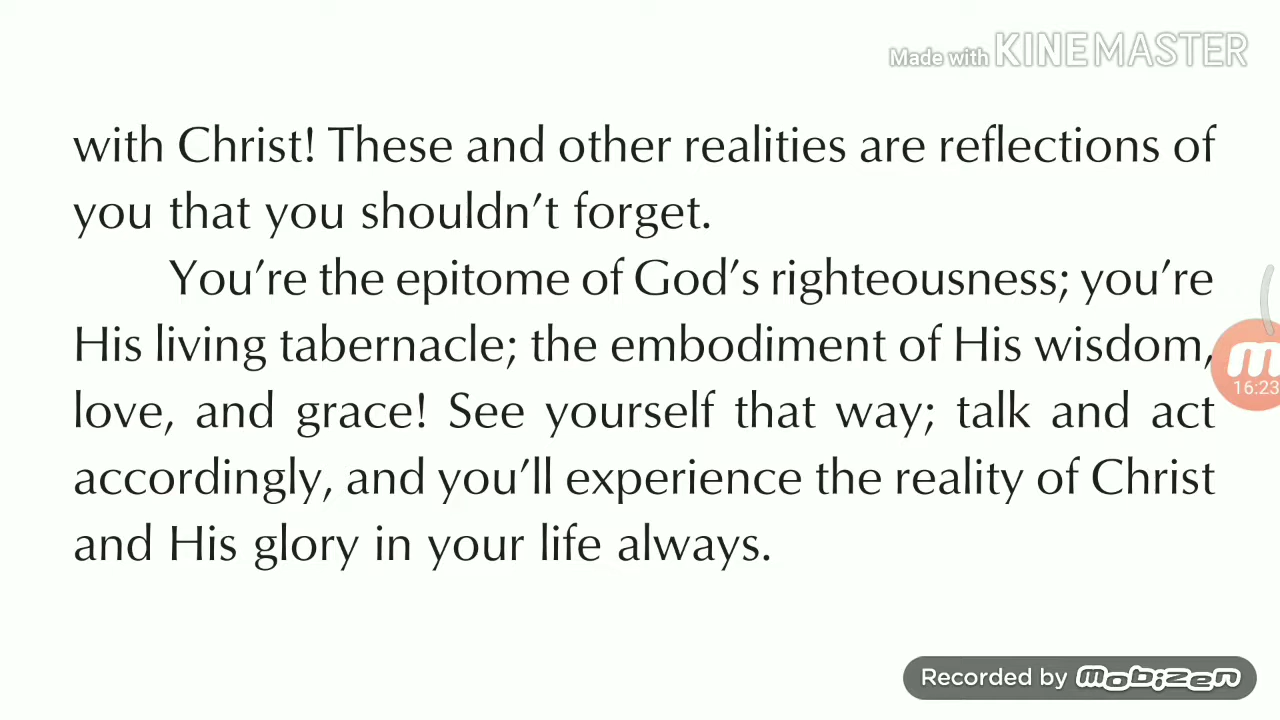 Made with KINEMASTER
with Christ! These and other realities are reflections of
you that you shouldn't forget.
You're the epitome of God's righteousness; you're
His living tabernacle; the embodiment of His wisdom,
love, and grace! See yourself that way; talk and act
accordingly, and you'll experience the reality of Christ
and His glory in your life always.
16:23
Recorded by mobizen